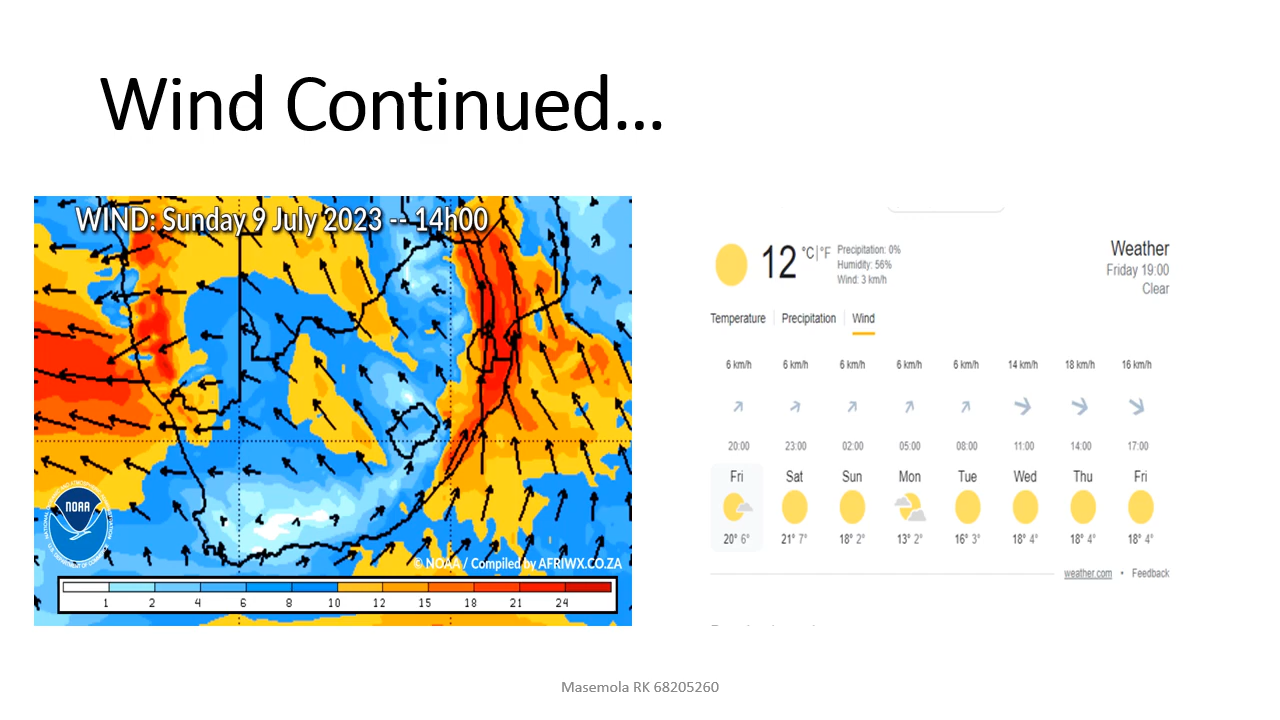 Wind Continued...
WIND: Sunday 9 July 2023 -- 14h00
NOAA
© NOAA / Compiled by AFRIWX.CO.ZA
1 2 4 6 8 10 12 15 18 21 24
12 °C|°F
Precipitation: 0%
Humidity: 56%
Wind: 3 km/h
Weather
Friday 19:00
Clear
Temperature Precipitation Wind
6 km/h 6 km/h 6 km/h 6 km/h 6 km/h 14 km/h 18 km/h 16 km/h
20:00 23:00 02:00 05:00 08:00 11:00 14:00 17:00
Fri Sat Sun Mon Tue Wed Thu Fri
20° 6° 21° 7° 18° 2° 13° 2° 16° 3° 18° 4° 18° 4° 18° 4°
weather.com • Feedback
Masemola RK 68205260